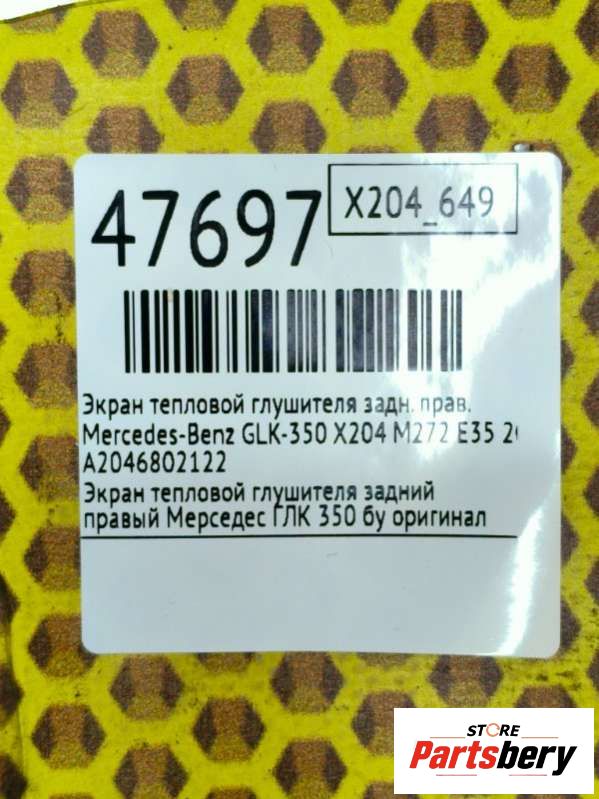 47697
X204_649
Экран тепловой глушителя задн. прав.
Mercedes-Benz GLK-350 X204 M272 E35
A2046802122
Экран тепловой глушителя задний
правый Мерседес ГЛК 350 бу оригинал
STORE
Partsbery